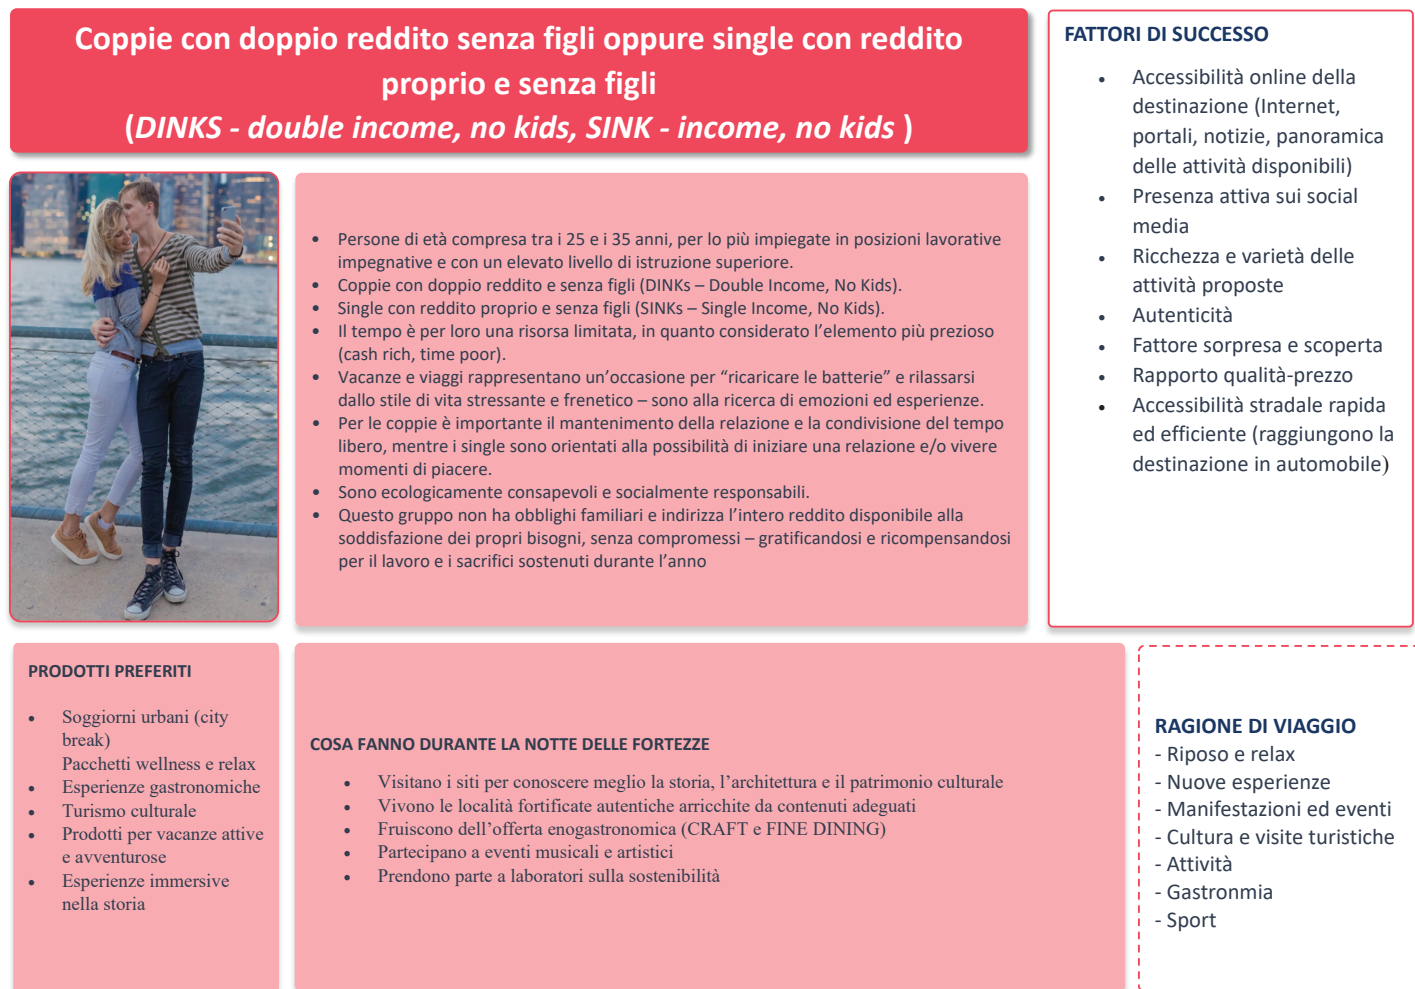 Coppie con doppio reddito senza figli oppure single con reddito
proprio e senza figli
(DINKS - double income, no kids, SINK - income, no kids )
FATTORI DI SUCCESSO
• Accessibilità online della
destinazione (Internet,
portali, notizie, panoramica
delle attività disponibili)
• Presenza attiva sui social
media
• Ricchezza e varietà delle
attività proposte
• Autenticità
• Fattore sorpresa e scoperta
• Rapporto qualità-prezzo
• Accessibilità stradale rapida
ed efficiente (raggiungono la
destinazione in automobile)
• Persone di età compresa tra i 25 e i 35 anni, per lo più impiegate in posizioni lavorative
impegnative e con un elevato livello di istruzione superiore.
• Coppie con doppio reddito e senza figli (DINKs – Double Income, No Kids).
• Single con reddito proprio e senza figli (SINKs – Single Income, No Kids).
• Il tempo è per loro una risorsa limitata, in quanto considerato l’elemento più prezioso
(cash rich, time poor).
• Vacanze e viaggi rappresentano un’occasione per “ricaricare le batterie” e rilassarsi
dallo stile di vita stressante e frenetico – sono alla ricerca di emozioni ed esperienze.
• Per le coppie è importante il mantenimento della relazione e la condivisione del tempo
libero, mentre i single sono orientati alla possibilità di iniziare una relazione e/o vivere
momenti di piacere.
• Sono ecologicamente consapevoli e socialmente responsabili.
• Questo gruppo non ha obblighi familiari e indirizza l’intero reddito disponibile alla
soddisfazione dei propri bisogni, senza compromessi – gratificandosi e ricompensandosi
per il lavoro e i sacrifici sostenuti durante l’anno
PRODOTTI PREFERITI
• Soggiorni urbani (city
break)
Pacchetti wellness e relax
• Esperienze gastronomiche
• Turismo culturale
• Prodotti per vacanze attive
e avventurose
• Esperienze immersive
nella storia
COSA FANNO DURANTE LA NOTTE DELLE FORTEZZE
• Visitano i siti per conoscere meglio la storia, l’architettura e il patrimonio culturale
• Vivono le località fortificate autentiche arricchite da contenuti adeguati
• Fruiscono dell’offerta enogastronomica (CRAFT e FINE DINING)
• Partecipano a eventi musicali e artistici
• Prendono parte a laboratori sulla sostenibilità
RAGIONE DI VIAGGIO
- Riposo e relax
- Nuove esperienze
- Manifestazioni ed eventi
- Cultura e visite turistiche
- Attività
- Gastronmia
- Sport